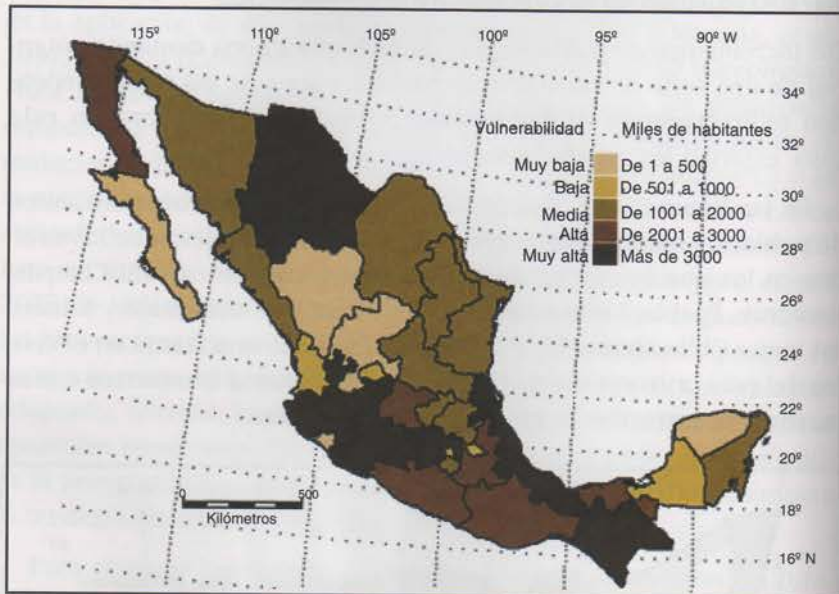 115º 110º 105º 100º 95º 90º W
34º
32º
Vulnerabilidad Miles de habitantes
Muy baja De 1 a 500
30º
Baja De 501 a 1000
Media De 1001 a 2000
28º
Alta De 2001 a 3000
Muy alta Más de 3000
26º
24º
22º
20º
0 500
Kilómetros
18º
16º N